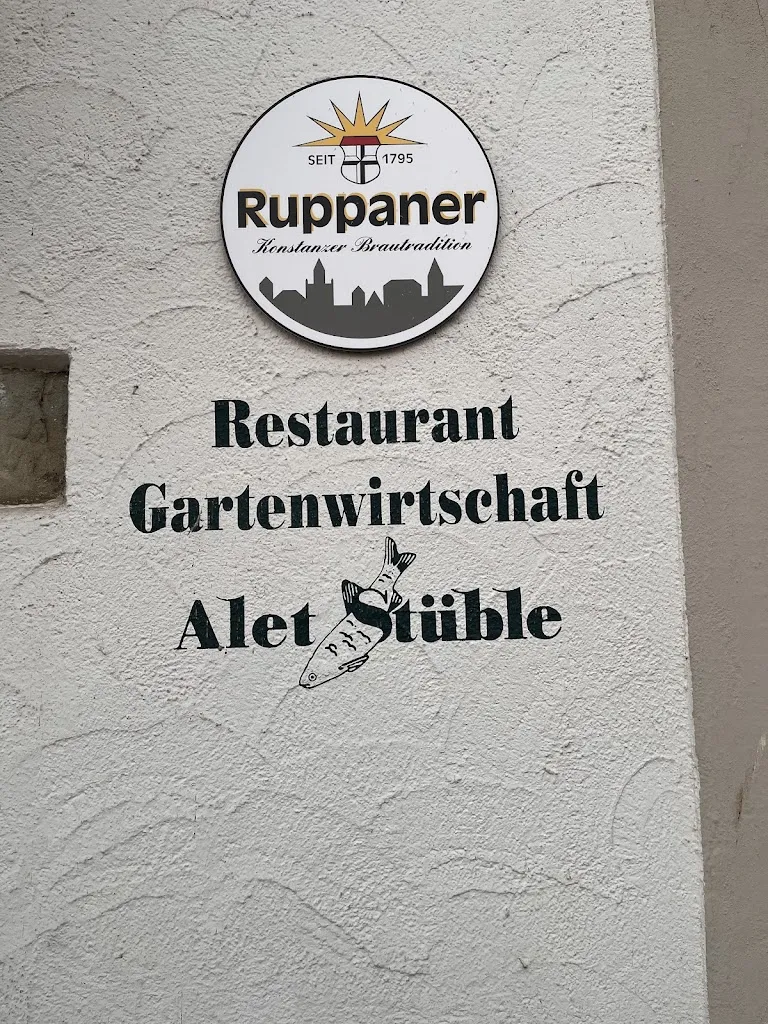 SEIT 1795
Ruppaner
Konstanzer Brautradition
Restaurant
Gartenwirtschaft
Alet Stüble